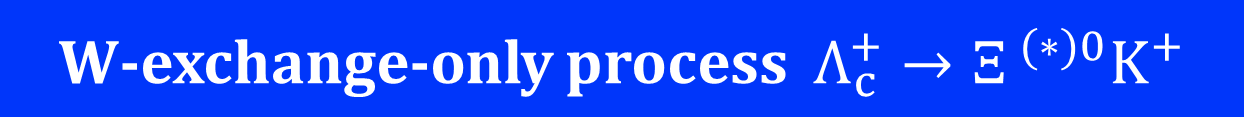 W-exchange-only process Λc+ → Ξ (*)0K+